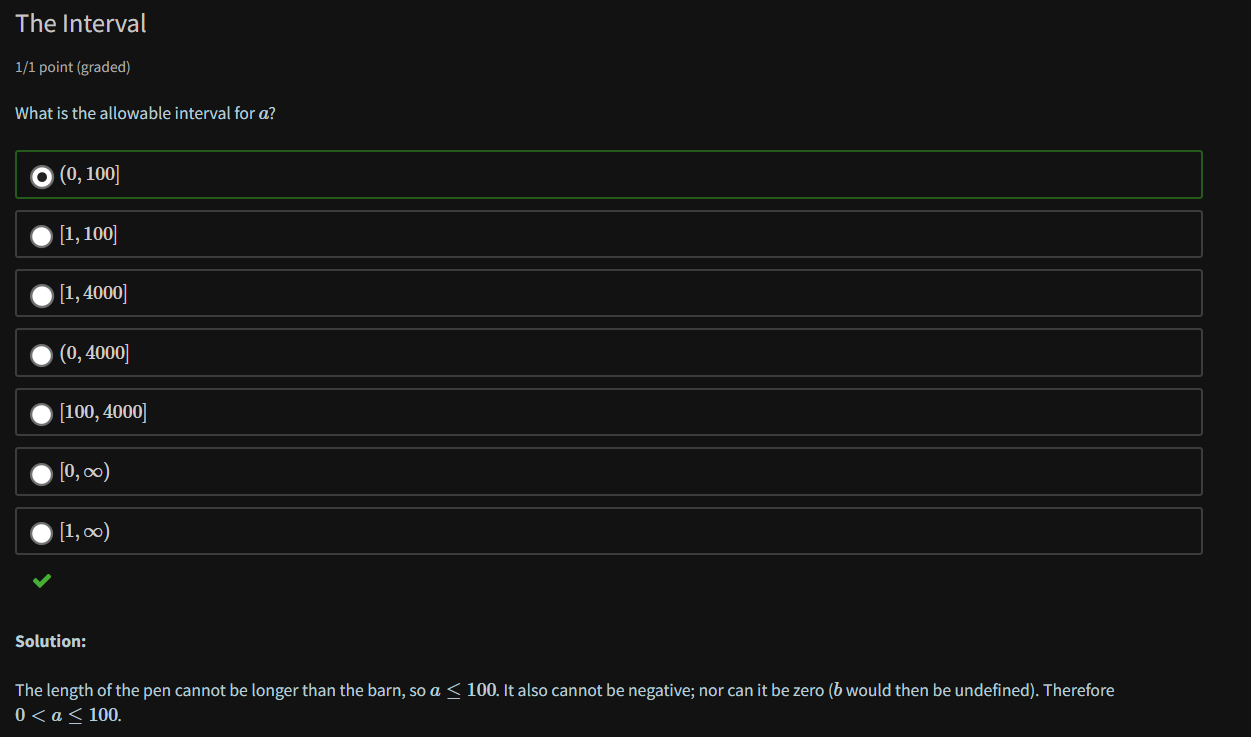 The Interval
1/1 point (graded)
What is the allowable interval for a?
(0, 100]
[1, 100]
[1, 4000]
(0, 4000]
[100, 4000]
[0, ∞)
[1, ∞)
Solution:
The length of the pen cannot be longer than the barn, so a ≤ 100. It also cannot be negative; nor can it be zero (b would then be undefined). Therefore
0 < a ≤ 100.